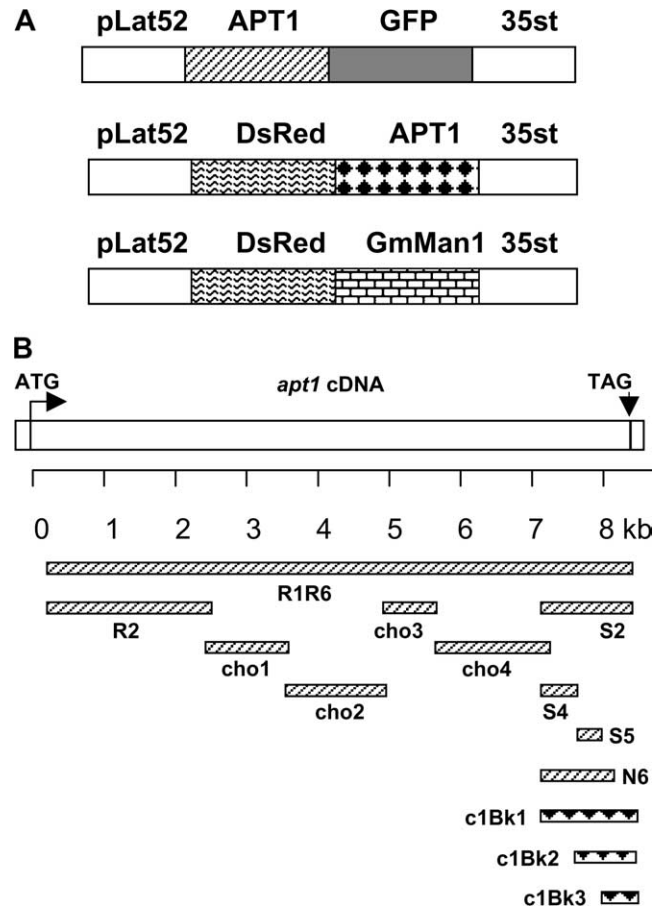 A
pLat52 APT1 GFP 35st
pLat52 DsRed APT1 35st
pLat52 DsRed GmMan1 35st
B
ATG apt1 cDNA TAG
0 1 2 3 4 5 6 7 8 kb
R1R6
R2 cho3 S2
cho1 cho4
cho2 S4
S5
N6
c1Bk1
c1Bk2
c1Bk3